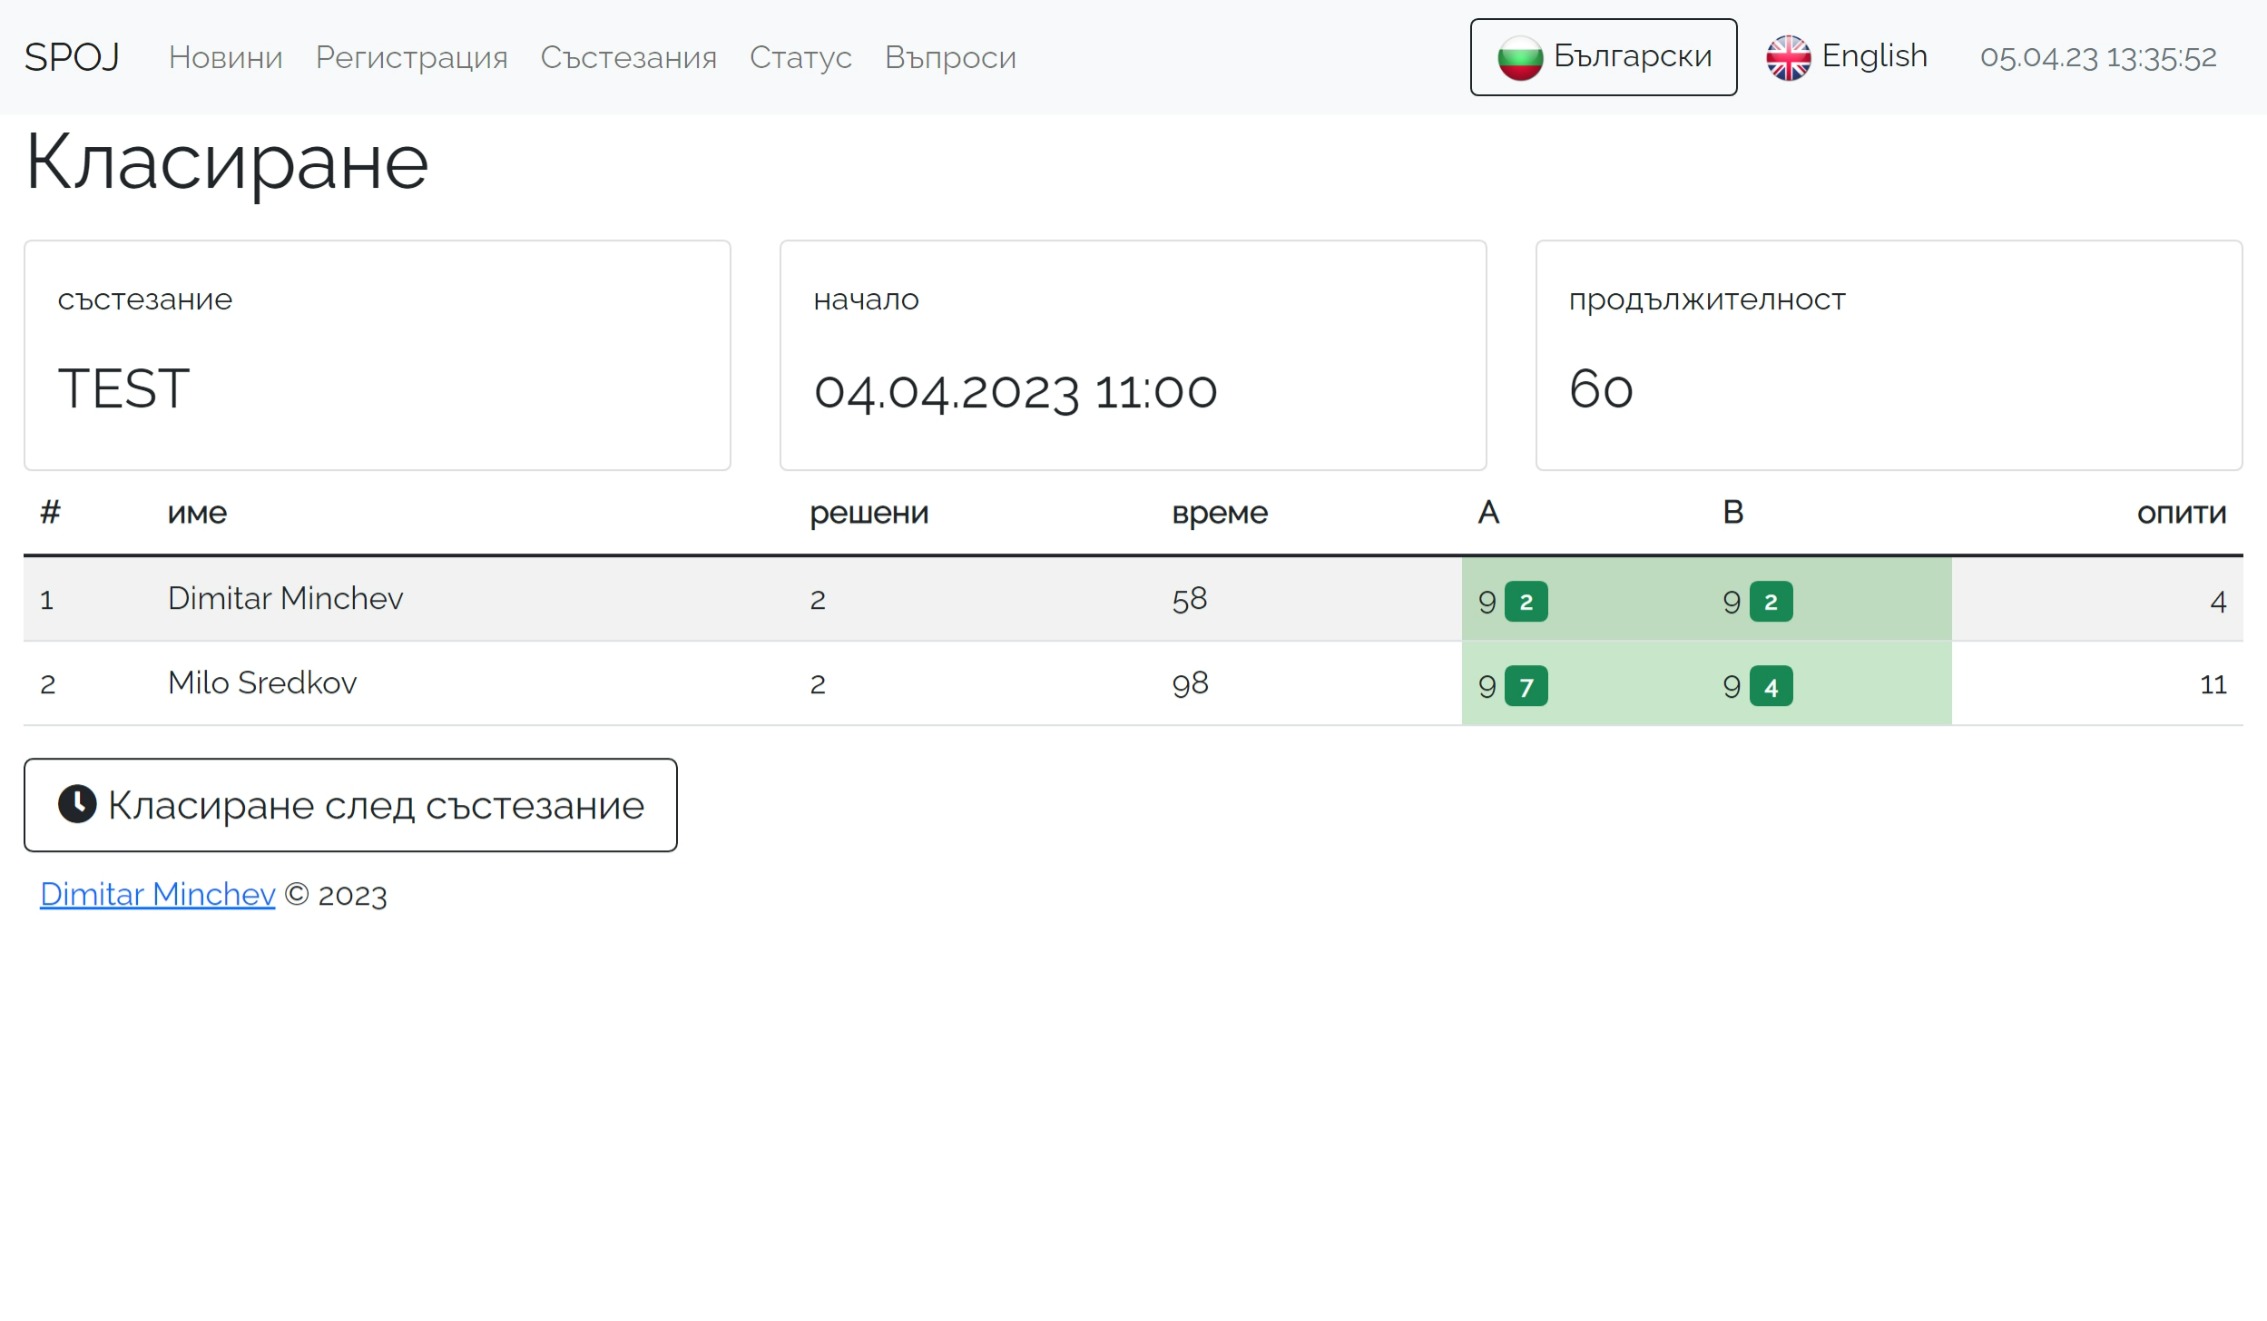 SPOJ Новини Регистрация Състезания Статус Въпроси Български English 05.04.23 13:35:52
Класиране
състезание начало продължителност
TEST 04.04.2023 11:00 60
# име решени време A B опити
1 Dimitar Minchev 2 58 9 2 9 2 4
2 Milo Sredkov 2 98 9 7 9 4 11
Класиране след състезание
Dimitar Minchev © 2023